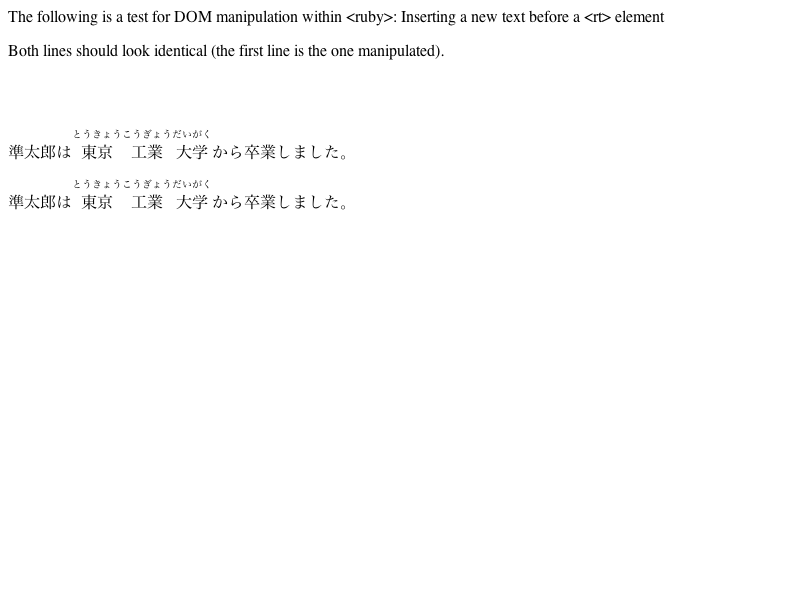 The following is a test for DOM manipulation within <ruby>: Inserting a new text before a <rt> element
Both lines should look identical (the first line is the one manipulated).
とうきょうこうぎょうだいがく
準太郎は 東京 工業 大学 から卒業しました。
とうきょうこうぎょうだいがく
準太郎は 東京 工業 大学 から卒業しました。